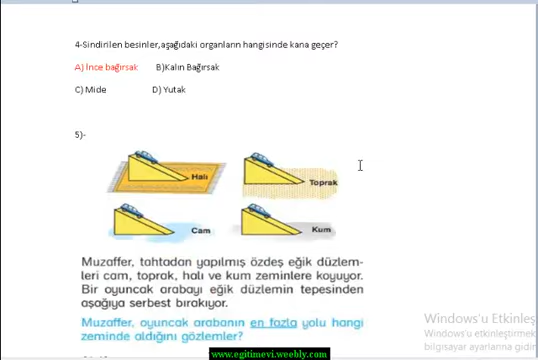 4-Sindirilen besinler,aşağıdaki organların hangisinde kana geçer?
A) İnce bağırsak B)Kalın Bağırsak
C) Mide D) Yutak
5)-
Halı
Toprak
Cam
Kum
Muzaffer, tahtadan yapılmış özdeş eğik düzlem-
leri cam, toprak, halı ve kum zeminlere koyuyor.
Bir oyuncak arabayı eğik düzlemin tepesinden
aşağıya serbest bırakıyor.
Muzaffer, oyuncak arabanın en fazla yolu hangi
zeminde aldığını gözlemler?
Windows'u Etkinleş
Windows'u etkinleştirmek
bilgisayar ayarlarına gidin
www.egitimevi.weebly.com